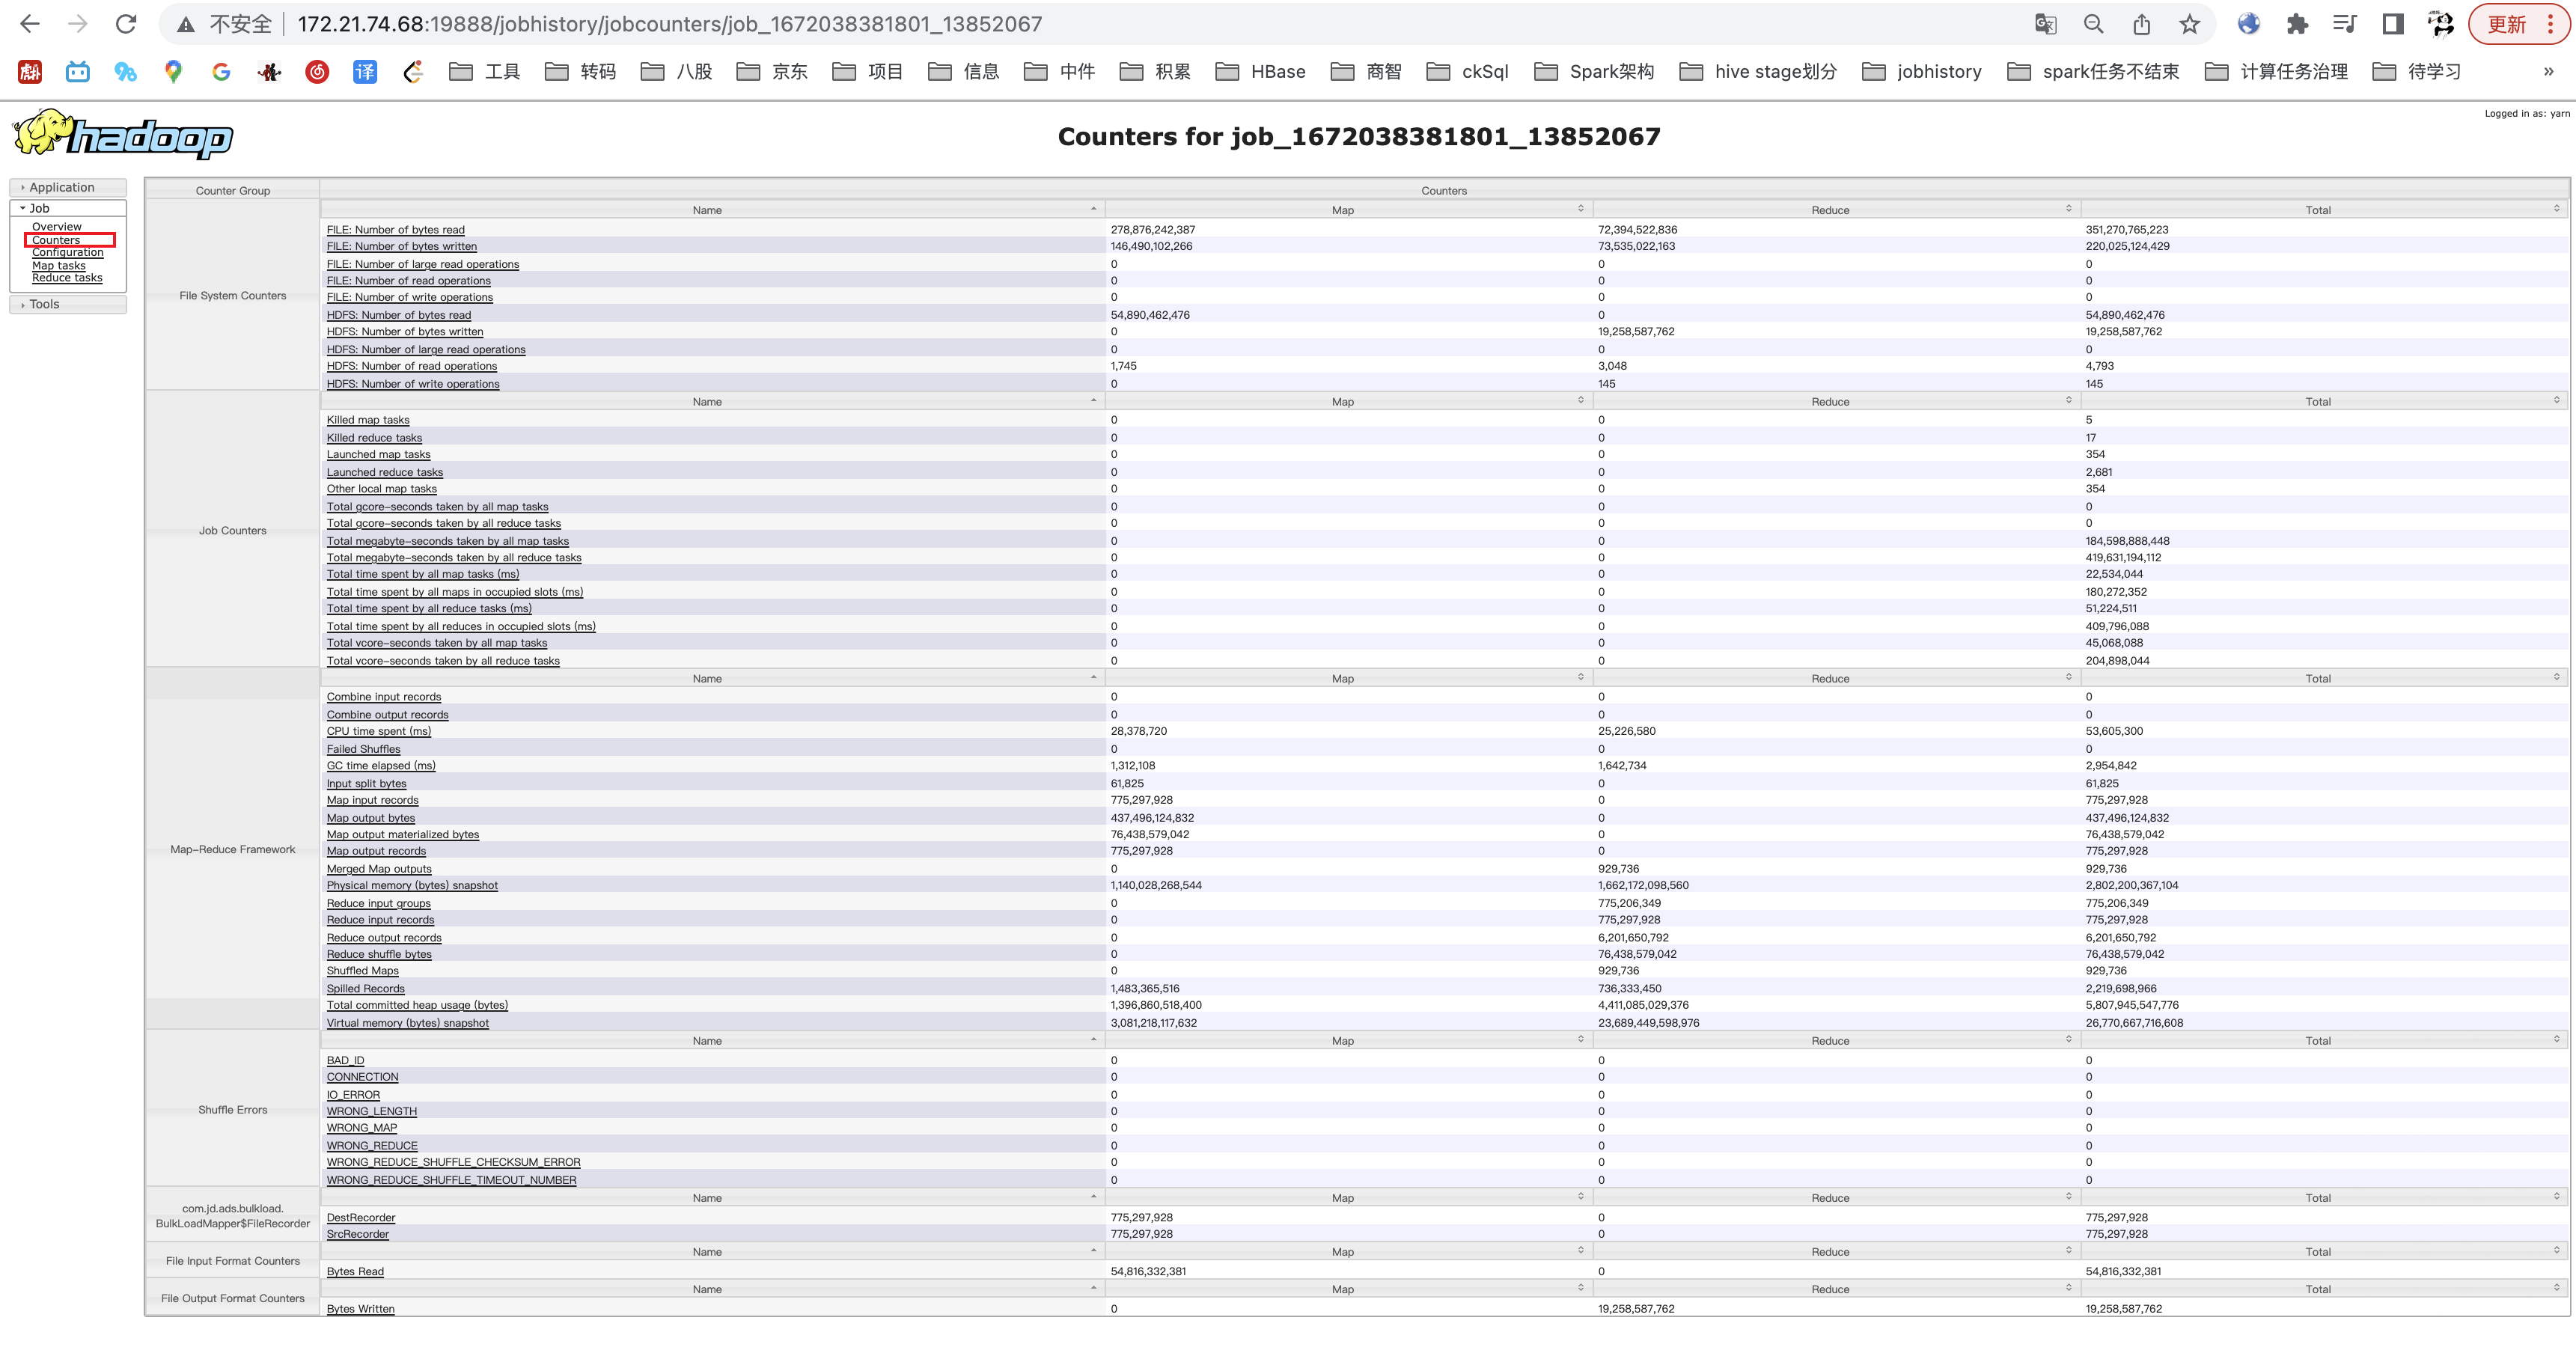 不安全 172.21.74.68:19888/jobhistory/jobcounters/job_1672038381801_13852067 更新
译 工具 转码 八股 京东 项目 信息 中件 积累 HBase 商智 ckSql Spark架构 hive stage划分 jobhistory spark任务不结束 计算任务治理 待学习 »
Logged in as: yarn
hadoop
Counters for job_1672038381801_13852067
Application
Job
Overview
Counters
Configuration
Map tasks
Reduce tasks
Tools
Counter Group Counters
File System Counters
Name Map Reduce Total
FILE: Number of bytes read 278,876,242,387 72,394,522,836 351,270,765,223
FILE: Number of bytes written 146,490,102,266 73,535,022,163 220,025,124,429
FILE: Number of large read operations 0 0 0
FILE: Number of read operations 0 0 0
FILE: Number of write operations 0 0 0
HDFS: Number of bytes read 54,890,462,476 0 54,890,462,476
HDFS: Number of bytes written 0 19,258,587,762 19,258,587,762
HDFS: Number of large read operations 0 0 0
HDFS: Number of read operations 1,745 3,048 4,793
HDFS: Number of write operations 0 145 145
Job Counters
Name Map Reduce Total
Killed map tasks 0 0 5
Killed reduce tasks 0 0 17
Launched map tasks 0 0 354
Launched reduce tasks 0 0 2,681
Other local map tasks 0 0 354
Total gcore-seconds taken by all map tasks 0 0 0
Total gcore-seconds taken by all reduce tasks 0 0 0
Total megabyte-seconds taken by all map tasks 0 0 184,598,888,448
Total megabyte-seconds taken by all reduce tasks 0 0 419,631,194,112
Total time spent by all map tasks (ms) 0 0 22,534,044
Total time spent by all maps in occupied slots (ms) 0 0 180,272,352
Total time spent by all reduce tasks (ms) 0 0 51,224,511
Total time spent by all reduces in occupied slots (ms) 0 0 409,796,088
Total vcore-seconds taken by all map tasks 0 0 45,068,088
Total vcore-seconds taken by all reduce tasks 0 0 204,898,044
Map-Reduce Framework
Name Map Reduce Total
Combine input records 0 0 0
Combine output records 0 0 0
CPU time spent (ms) 28,378,720 25,226,580 53,605,300
Failed Shuffles 0 0 0
GC time elapsed (ms) 1,312,108 1,642,734 2,954,842
Input split bytes 61,825 0 61,825
Map input records 775,297,928 0 775,297,928
Map output bytes 437,496,124,832 0 437,496,124,832
Map output materialized bytes 76,438,579,042 0 76,438,579,042
Map output records 775,297,928 0 775,297,928
Merged Map outputs 0 929,736 929,736
Physical memory (bytes) snapshot 1,140,028,268,544 1,662,172,098,560 2,802,200,367,104
Reduce input groups 0 775,206,349 775,206,349
Reduce input records 0 775,297,928 775,297,928
Reduce output records 0 6,201,650,792 6,201,650,792
Reduce shuffle bytes 0 76,438,579,042 76,438,579,042
Shuffled Maps 0 929,736 929,736
Spilled Records 1,483,365,516 736,333,450 2,219,698,966
Total committed heap usage (bytes) 1,396,860,518,400 4,411,085,029,376 5,807,945,547,776
Virtual memory (bytes) snapshot 3,081,218,117,632 23,689,449,598,976 26,770,667,716,608
Shuffle Errors
Name Map Reduce Total
BAD_ID 0 0 0
CONNECTION 0 0 0
IO_ERROR 0 0 0
WRONG_LENGTH 0 0 0
WRONG_MAP 0 0 0
WRONG_REDUCE 0 0 0
WRONG_REDUCE_SHUFFLE_CHECKSUM_ERROR 0 0 0
WRONG_REDUCE_SHUFFLE_TIMEOUT_NUMBER 0 0 0
com.jd.ads.bulkload.
BulkLoadMapper$FileRecorder
Name Map Reduce Total
DestRecorder 775,297,928 0 775,297,928
SrcRecorder 775,297,928 0 775,297,928
File Input Format Counters
Name Map Reduce Total
Bytes Read 54,816,332,381 0 54,816,332,381
File Output Format Counters
Name Map Reduce Total
Bytes Written 0 19,258,587,762 19,258,587,762